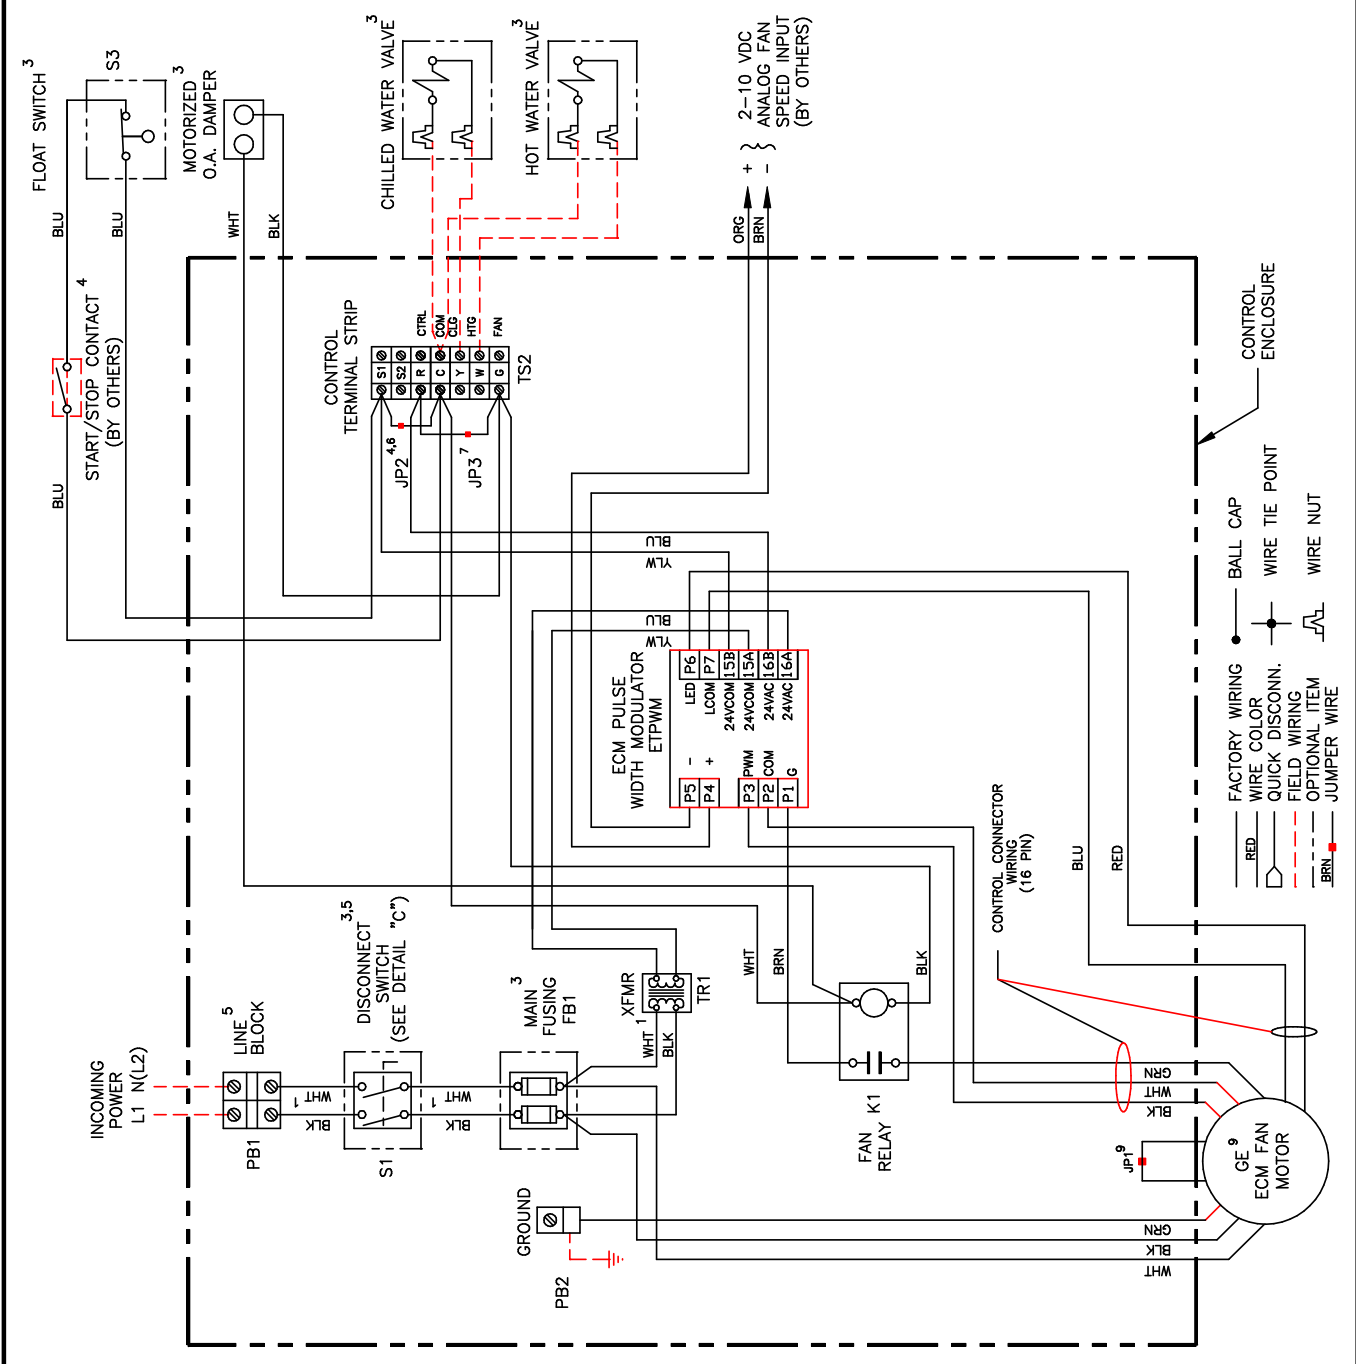 FLOAT SWITCH 3
S3
MOTORIZED 3
O.A. DAMPER
CHILLED WATER VALVE 3
HOT WATER VALVE 3
2-10 VDC
ANALOG FAN
SPEED INPUT
(BY OTHERS)
+
-
BLU
BLU
WHT
BLK
ORG
BRN
START/STOP CONTACT 4
(BY OTHERS)
BLU
CONTROL
TERMINAL STRIP
S1
S2
R
C
Y
W
G
CTRL
COM
CLG
HTG
FAN
TS2
JP2 4,6
JP3 7
CONTROL
ENCLOSURE
BLU
YLW
BLU
YLW
ECM PULSE
WIDTH MODULATOR
ETPWM
LED P6
LCOM P7
24VCOM 15B
24VCOM 15A
24VAC 16B
24VAC 16A
- P5
+ P4
PWM P3
COM P2
G P1
BALL CAP
WIRE TIE POINT
WIRE NUT
FACTORY WIRING
RED WIRE COLOR
QUICK DISCONN.
FIELD WIRING
OPTIONAL ITEM
BRN JUMPER WIRE
CONTROL CONNECTOR
WIRING
(16 PIN)
BLU
RED
INCOMING
POWER
L1 N(L2)
LINE 5
BLOCK
PB1
DISCONNECT 3,5
SWITCH
(SEE DETAIL "C")
S1
WHT 1
BLK
WHT 1
BLK
MAIN 3
FUSING
FB1
XFMR
TR1
WHT 1
BLK
WHT
BRN
BLK
FAN
RELAY K1
GROUND
PB2
GRN
WHT
BLK
JP1 9
GE 9
ECM FAN
MOTOR
GRN
BLK
WHT